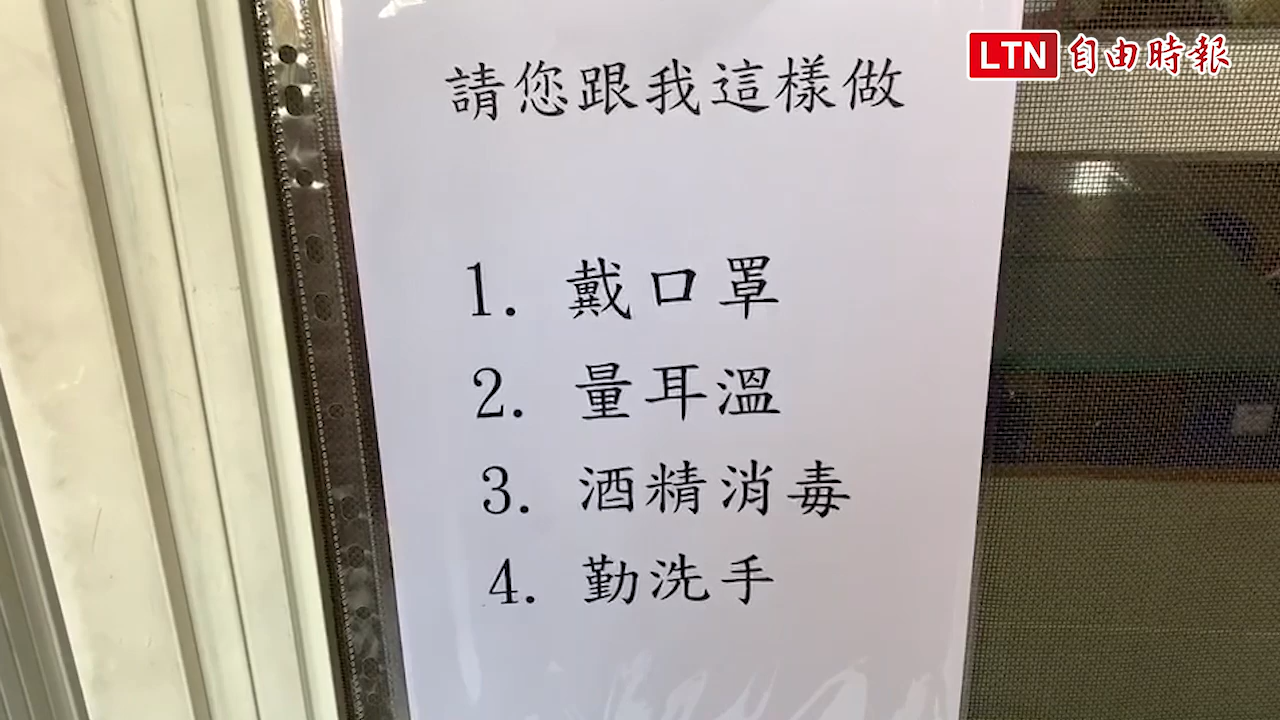 LTN 自由時報
請您跟我這樣做
1. 戴口罩
2. 量耳溫
3. 酒精消毒
4. 勤洗手